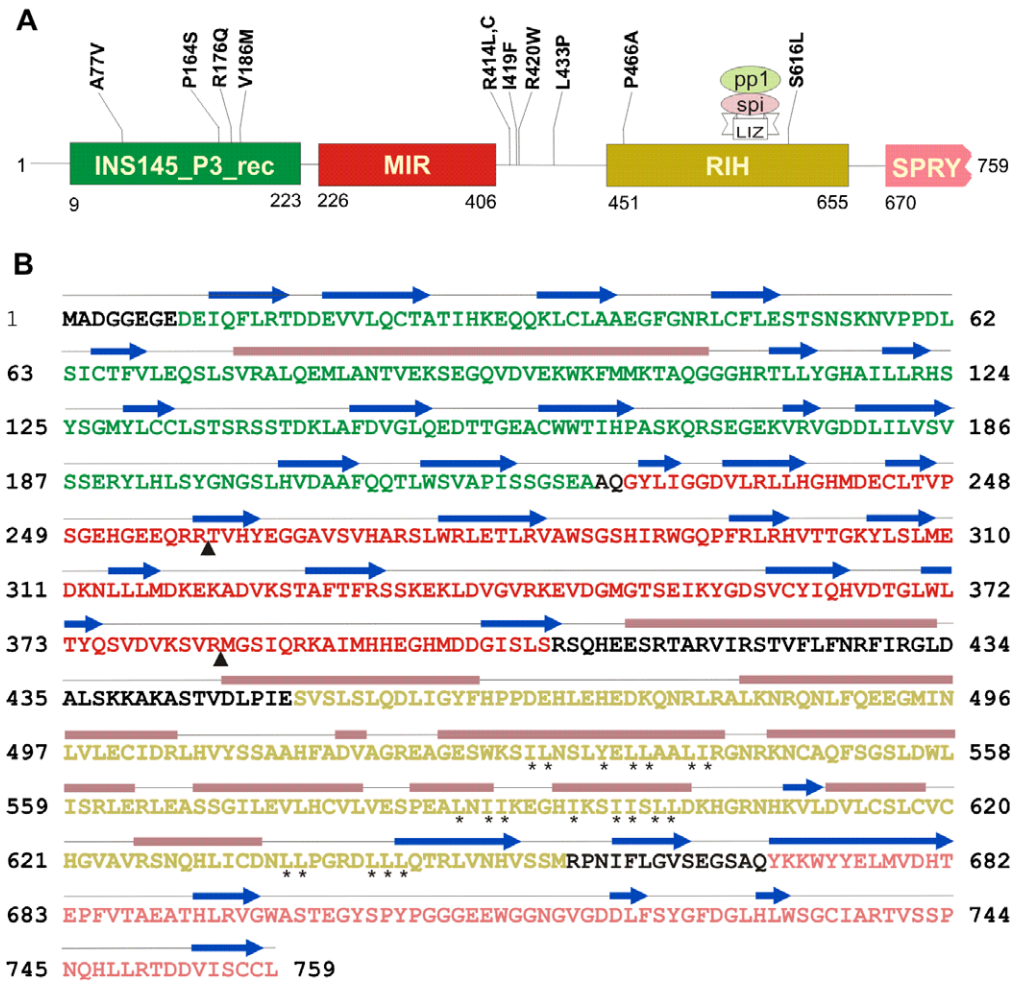 A
A77V P164S R176Q V186M R414L,C I419F R420W L433P P466A S616L
pp1
spi
LIZ
1 INS145_P3_rec MIR RIH SPRY 759
9 223 226 406 451 655 670
B
1 MADGGEGEDEIQFLRTDDEVVLQCTATIHKEQQKLCLAAEGFGNRLCFLESTSNSKNVPPDL 62
63 SICTFVLEQSLSVRALQEMLANTVEKSEGQVDVEKWKFMMKTAQGGGHRTLLYGHAILLRHS 124
125 YSGMYLCCLSTSRSSTDKLAFDVGLQEDTTGEACWWTIHPASKQRSEGEKVRVGDDLILVSV 186
187 SSERYLHLSYGNGSLHVDAAFQQTLWSVAPISSGSEAAQGYLIGGDVLRLLHGHMDECLTVP 248
249 SGEHGEEQRRTVHYEGGAVSVHARSLWRLETLRVAWSGSHIRWGQPFRLRHVTTGKYLSLME 310
311 DKNLLLMDKEKADVKSTAFTFRSSKEKLDVGVRKEVDGMGTSEIKYGDSVCYIQHVDTGLWL 372
373 TYQSVDVKSVRMGSIQRKAIMHHEGHMDDGISLSRSQHEESRTARVIRSTVFLFNRFIRGLD 434
435 ALSKKAKASTVDLPIESVSLSLQDLIGYFHPPDEHLEHEDKQNRLRALKNRQNLFQEEGMIN 496
497 LVLECIDRLHVYSSAAHFADVAGREAGESWKSILNSLYELLAALIRGNRKNCAQFSGSLDWL 558
** * ** **
559 ISRLERLEASSGILEVLHCVLVESPEALNIIKEGHIKSIISLLDKHGRNHKVLDVLCSLCVC 620
* ** * ** **
621 HGVAVRSNQHLICDNLLPGRDLLLQTRLVNHVSSMRPNIFLGVSEGSAQYKKWYYELMVDHT 682
** ***
683 EPFVTAEATHLRVGWASTEGYSPYPGGGEEWGGNGVGDDLFSYGFDGLHLWSGCIARTVSSP 744
745 NQHLLRTDDVISCCL 759